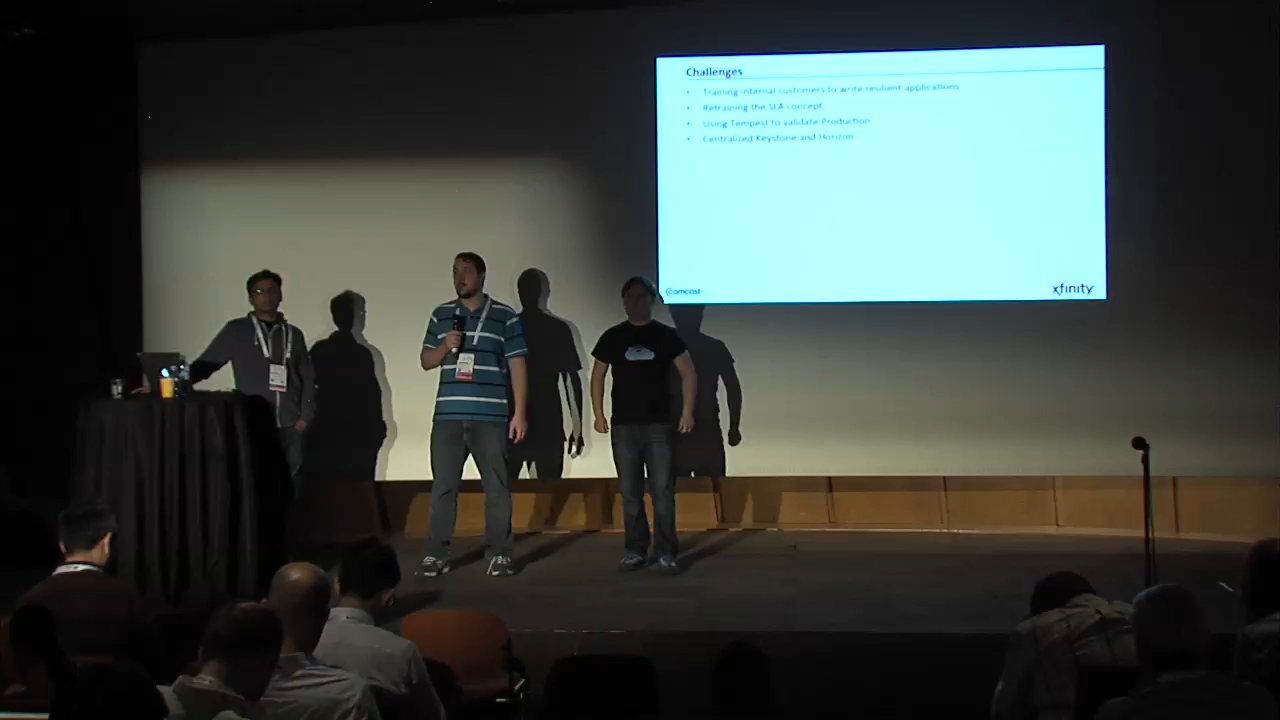 Challenges
• Training internal customers to write resilient applications
• Retraining the SLA concept
• Using Tempest to validate Production
• Centralized Keystone and Horizon
Comcast
xfinity